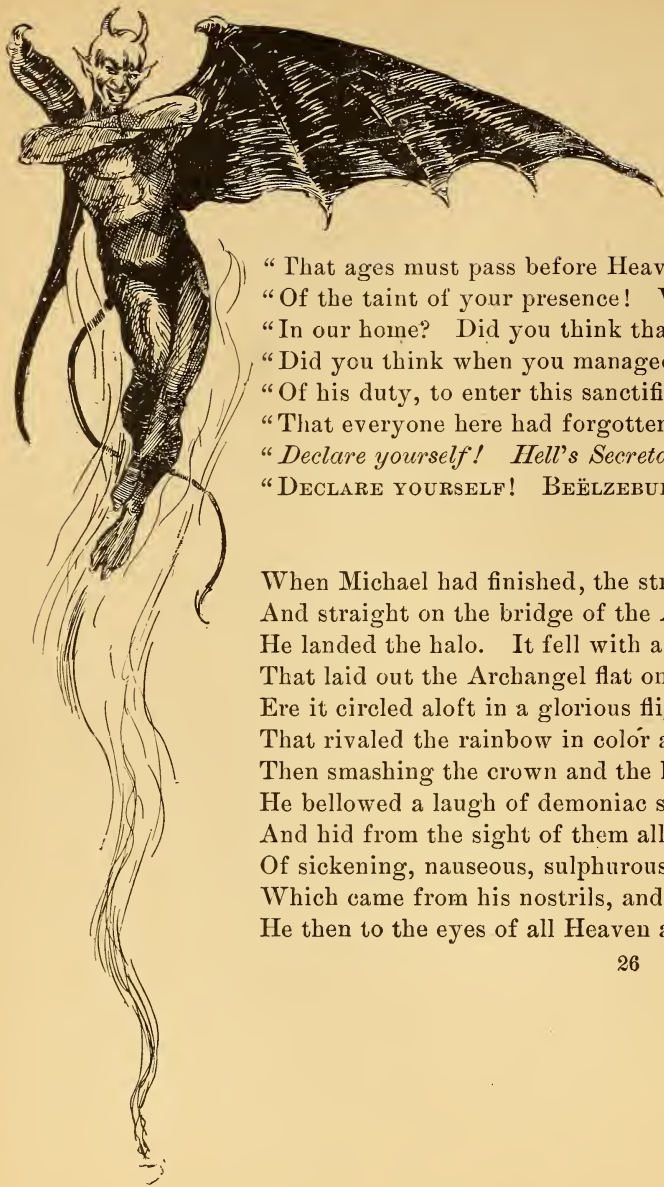 “ That ages must pass before Heav
“ Of the taint of your presence!
“ In our home? Did you think tha
“ Did you think when you managed
“ Of his duty, to enter this sanctifi
“ That everyone here had forgotten
“ Declare yourself! Hell's Secreta
“ DECLARE YOURSELF! BEËLZEBU
When Michael had finished, the str
And straight on the bridge of the A
He landed the halo. It fell with a
That laid out the Archangel flat on
Ere it circled aloft in a glorious fli
That rivaled the rainbow in color a
Then smashing the crown and the
He bellowed a laugh of demoniac s
And hid from the sight of them all
Of sickening, nauseous, sulphurous
Which came from his nostrils, and
He then to the eyes of all Heaven a
26